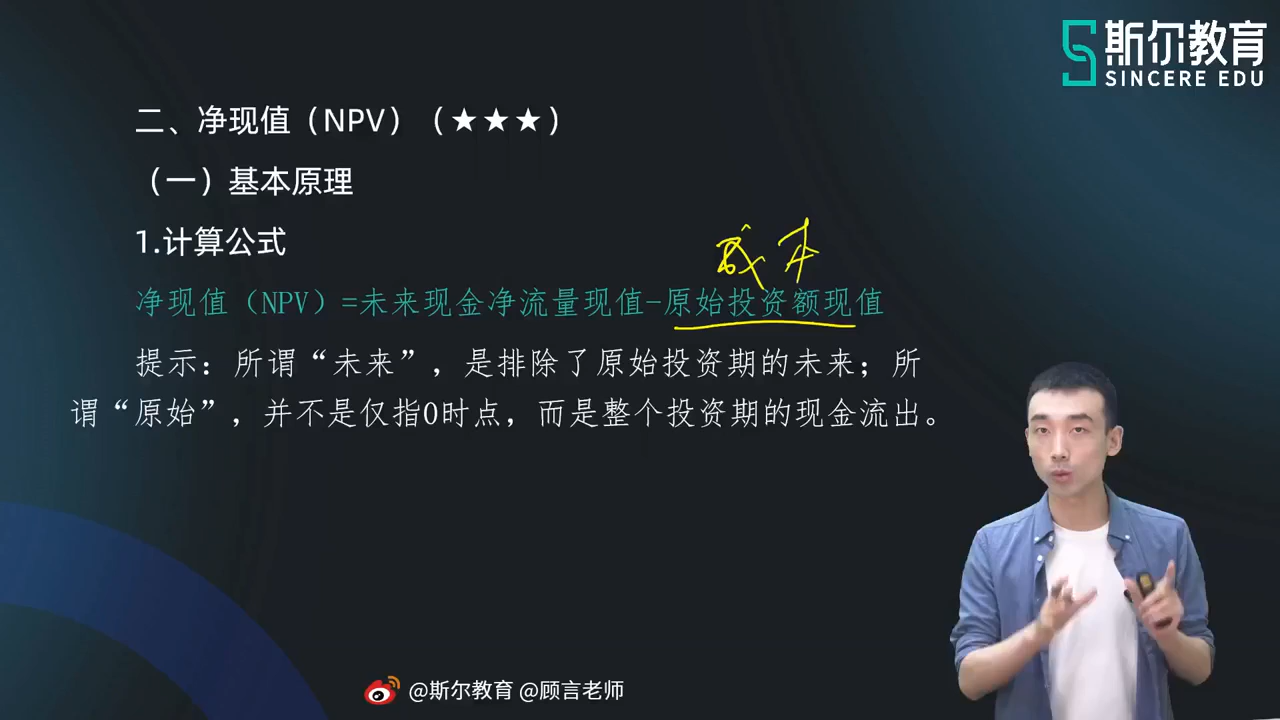 斯尔教育
SINCERE EDU
二、净现值（NPV）（★★★）
（一）基本原理
1.计算公式
成本
净现值（NPV）=未来现金净流量现值-原始投资额现值
提示：所谓“未来”，是排除了原始投资期的未来；所
谓“原始”，并不是仅指0时点，而是整个投资期的现金流出。
@斯尔教育 @顾言老师